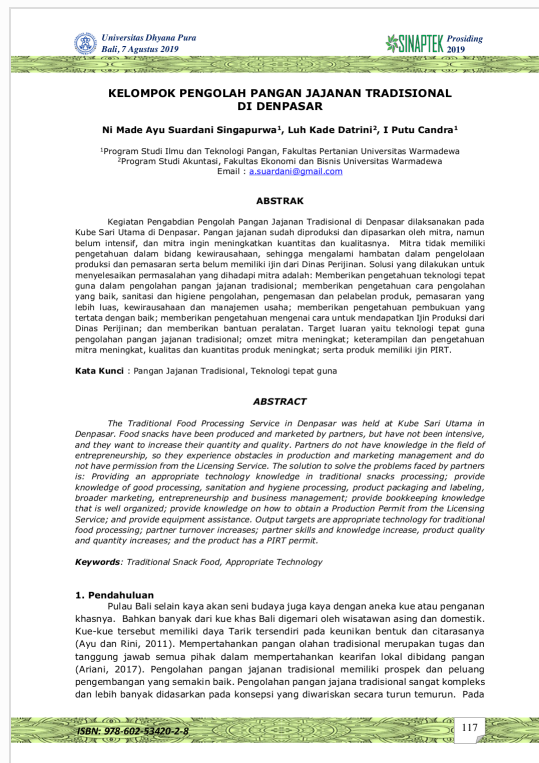 Universitas Dhyana Pura
Bali, 7 Agustus 2019
SINAPTEK Prosiding
2019
KELOMPOK PENGOLAH PANGAN JAJANAN TRADISIONAL
DI DENPASAR
Ni Made Ayu Suardani Singapurwa¹, Luh Kade Datrini², I Putu Candra¹
¹Program Studi Ilmu dan Teknologi Pangan, Fakultas Pertanian Universitas Warmadewa
²Program Studi Akuntasi, Fakultas Ekonomi dan Bisnis Universitas Warmadewa
Email : a.suardani@gmail.com
ABSTRAK
Kegiatan Pengabdian Pengolah Pangan Jajanan Tradisional di Denpasar dilaksanakan pada
Kube Sari Utama di Denpasar. Pangan jajanan sudah diproduksi dan dipasarkan oleh mitra, namun
belum intensif, dan mitra ingin meningkatkan kuantitas dan kualitasnya. Mitra tidak memiliki
pengetahuan dalam bidang kewirausahaan, sehingga mengalami hambatan dalam pengelolaan
produksi dan pemasaran serta belum memiliki ijin dari Dinas Perijinan. Solusi yang dilakukan untuk
menyelesaikan permasalahan yang dihadapi mitra adalah: Memberikan pengetahuan teknologi tepat
guna dalam pengolahan pangan jajanan tradisional; memberikan pengetahuan cara pengolahan
yang baik, sanitasi dan higiene pengolahan, pengemasan dan pelabelan produk, pemasaran yang
lebih luas, kewirausahaan dan manajemen usaha; memberikan pengetahuan pembukuan yang
tertata dengan baik; memberikan pengetahuan mengenai cara untuk mendapatkan Ijin Produksi dari
Dinas Perijinan; dan memberikan bantuan peralatan. Target luaran yaitu teknologi tepat guna
pengolahan pangan jajanan tradisional; omzet mitra meningkat; keterampilan dan pengetahuan
mitra meningkat, kualitas dan kuantitas produk meningkat; serta produk memiliki ijin PIRT.
Kata Kunci : Pangan Jajanan Tradisional, Teknologi tepat guna
ABSTRACT
The Traditional Food Processing Service in Denpasar was held at Kube Sari Utama in
Denpasar. Food snacks have been produced and marketed by partners, but have not been intensive,
and they want to increase their quantity and quality. Partners do not have knowledge in the field of
entrepreneurship, so they experience obstacles in production and marketing management and do
not have permission from the Licensing Service. The solution to solve the problems faced by partners
is: Providing an appropriate technology knowledge in traditional snacks processing; provide
knowledge of good processing, sanitation and hygiene processing, product packaging and labeling,
broader marketing, entrepreneurship and business management; provide bookkeeping knowledge
that is well organized; provide knowledge on how to obtain a Production Permit from the Licensing
Service; and provide equipment assistance. Output targets are appropriate technology for traditional
food processing; partner turnover increases; partner skills and knowledge increase, product quality
and quantity increases; and the product has a PIRT permit.
Keywords: Traditional Snack Food, Appropriate Technology
1. Pendahuluan
Pulau Bali selain kaya akan seni budaya juga kaya dengan aneka kue atau penganan
khasnya. Bahkan banyak dari kue khas Bali digemari oleh wisatawan asing dan domestik.
Kue-kue tersebut memiliki daya Tarik tersendiri pada keunikan bentuk dan citarasanya
(Ayu dan Rini, 2011). Mempertahankan pangan olahan tradisional merupakan tugas dan
tanggung jawab semua pihak dalam mempertahankan kearifan lokal dibidang pangan
(Ariani, 2017). Pengolahan pangan jajanan tradisional memiliki prospek dan peluang
pengembangan yang semakin baik. Pengolahan pangan jajana tradisional sangat kompleks
dan lebih banyak didasarkan pada konsepsi yang diwariskan secara turun temurun. Pada
ISBN: 978-602-53420-2-8
117